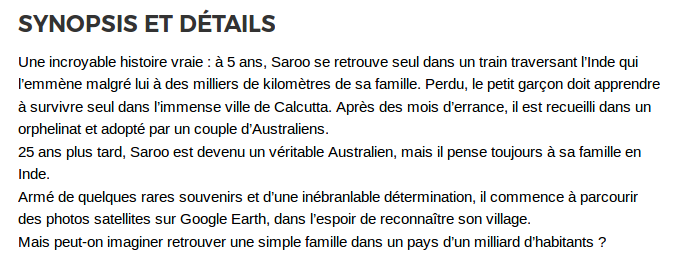 SYNOPSIS ET DÉTAILS
Une incroyable histoire vraie : à 5 ans, Saroo se retrouve seul dans un train traversant l’Inde qui
l’emmène malgré lui à des milliers de kilomètres de sa famille. Perdu, le petit garçon doit apprendre
à survivre seul dans l’immense ville de Calcutta. Après des mois d’errance, il est recueilli dans un
orphelinat et adopté par un couple d’Australiens.
25 ans plus tard, Saroo est devenu un véritable Australien, mais il pense toujours à sa famille en
Inde.
Armé de quelques rares souvenirs et d’une inébranlable détermination, il commence à parcourir
des photos satellites sur Google Earth, dans l’espoir de reconnaître son village.
Mais peut-on imaginer retrouver une simple famille dans un pays d’un milliard d’habitants ?